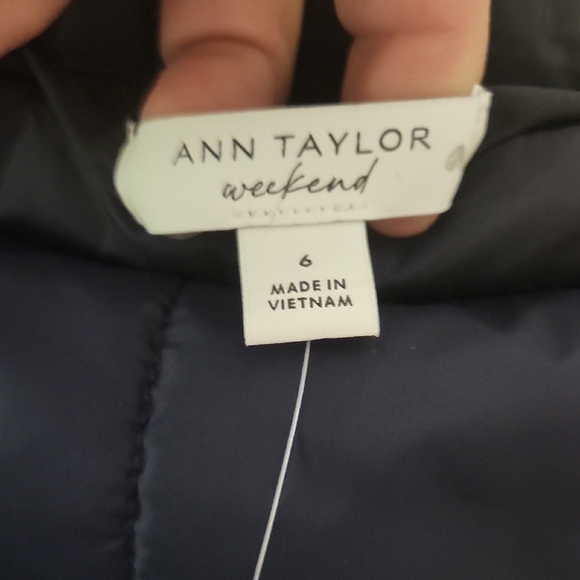 ANN TAYLOR
weekend
6
MADE IN
VIETNAM